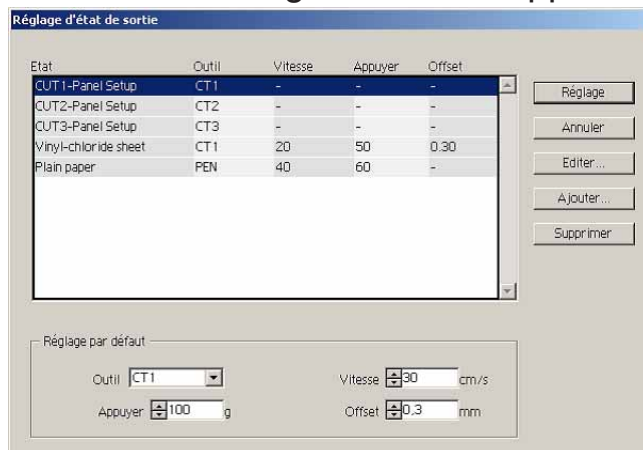 Réglage d'état de sortie
Etat Outil Vitesse Appuyer Offset
CUT1-Panel Setup CT1 - - -
CUT2-Panel Setup CT2 - - -
CUT3-Panel Setup CT3 - - -
Vinyl-chloride sheet CT1 20 50 0.30
Plain paper PEN 40 60 -
Réglage
Annuler
Editer...
Ajouter...
Supprimer
Réglage par défaut
Outil CT1 Vitesse 30 cm/s
Appuyer 100 g Offset 0,3 mm